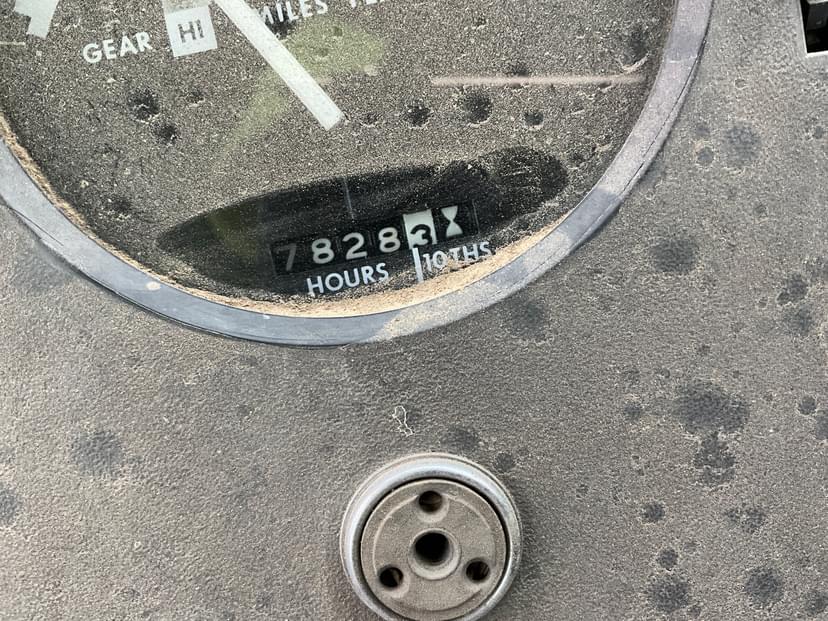 MILES
GEAR HI
78283
HOURS 10THS